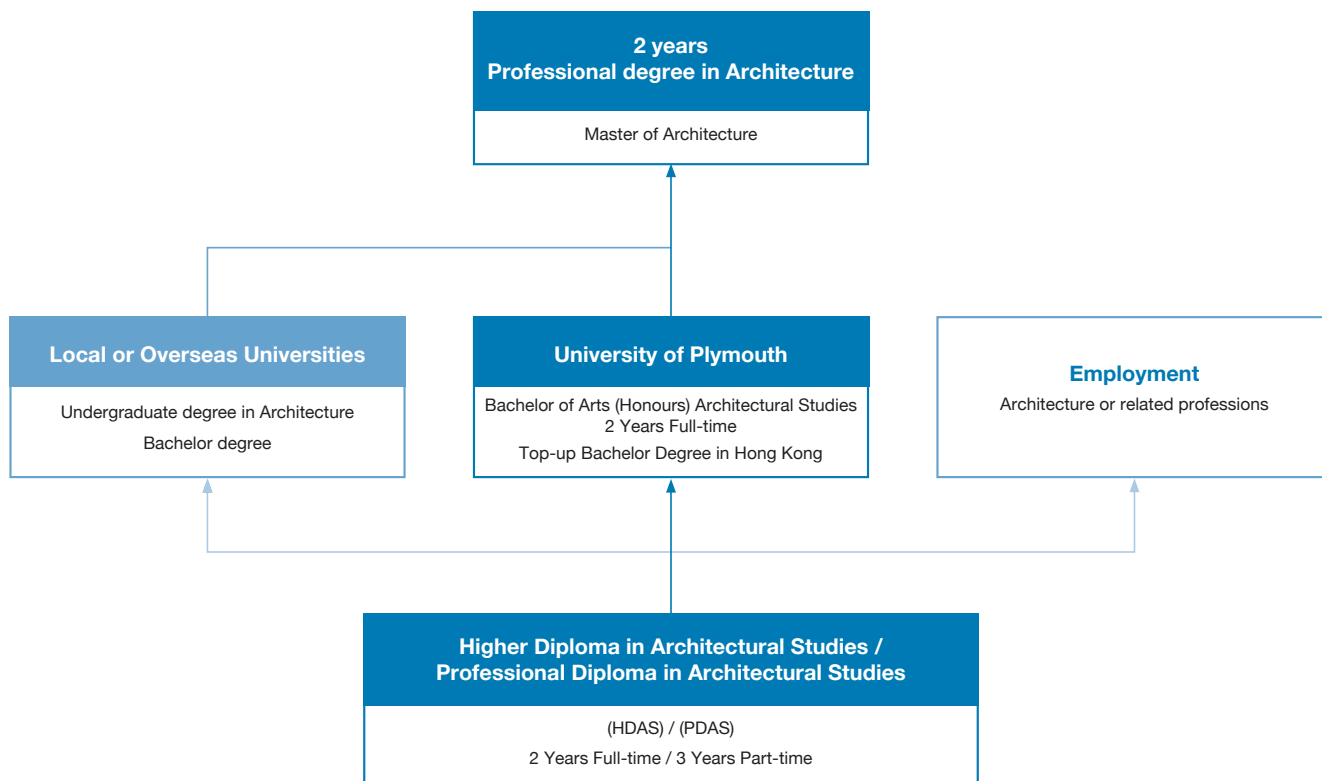 2 years
Professional degree in Architecture
Master of Architecture
Local or Overseas Universities
Undergraduate degree in Architecture
Bachelor degree
University of Plymouth
Bachelor of Arts (Honours) Architectural Studies
2 Years Full-time
Top-up Bachelor Degree in Hong Kong
Employment
Architecture or related professions
Higher Diploma in Architectural Studies /
Professional Diploma in Architectural Studies
(HDAS) / (PDAS)
2 Years Full-time / 3 Years Part-time